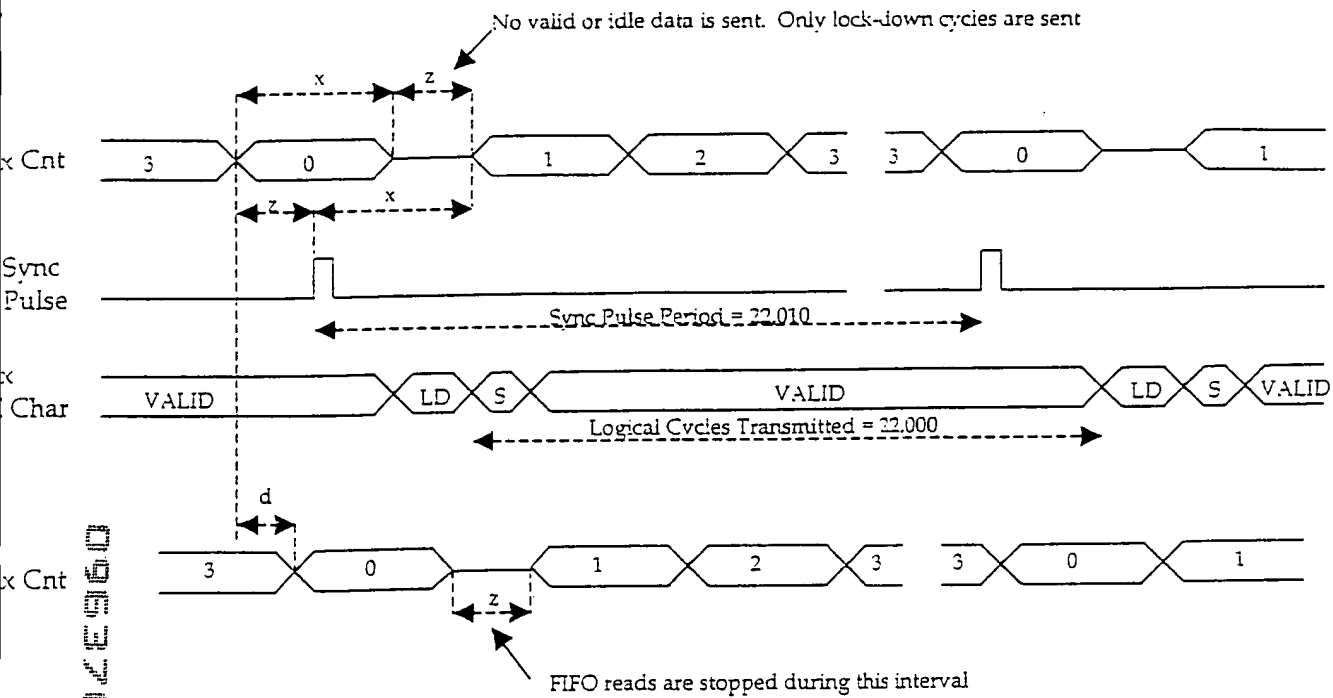 No valid or idle data is sent. Only lock-down cycles are sent
x z
x Cnt 3 0 1 2 3 3 0 1
z x
Sync
Pulse
Sync Pulse Period = 22.010
x
Char VALID LD S VALID LD S VALID
Logical Cycles Transmitted = 22.000
d
x Cnt 3 0 1 2 3 3 0 1
z
FIFO reads are stopped during this interval